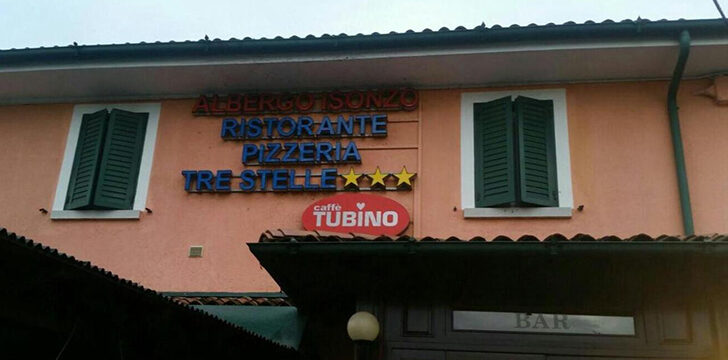 ALBERGO ISONZO
RISTORANTE
PIZZERIA
TRE STELLE
caffè
TUBINO
BAR